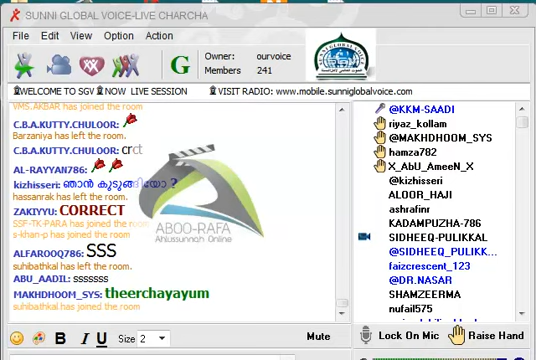 SUNNI GLOBAL VOICE-LIVE CHARCHA
File Edit View Option Action
G
Owner: ourvoice
Members 241
WELCOME TO SGV NOW LIVE SESSION VISIT RADIO: www.mobile.sunniglobalvoice.com
VMS.AKBAR has joined the room
C.B.A.KUTTY.CHULOOR:
Barzaniya has left the room.
C.B.A.KUTTY.CHULOOR: crct
AL-RAYYAN786:
kizhisseri: ഞാൻ കുടുങ്ങിയോ ?
hassanrak has left the room.
ZAKIYYU: CORRECT
SSF-TK-PARA has joined the room
s-khan-p has joined the room
ALFAROOQ786: SSS
suhibathkal has left the room.
ABU_AADIL: sssssss
MAKHDHOOM_SYS: theerchayayum
suhibathkal has joined the room
ABOO-RAFA
Ahlussunnah Online
@KKM-SAADI
riyaz_kollam
@MAKHDHOOM_SYS
hamza782
X_AbU_AmeeN_X
@kizhisseri
ALOOR_HAJI
ashrafinr
KADAMPUZHA-786
SIDHEEQ-PULIKKAL
@SIDHEEQ_PULIKK...
faizcrescent_123
@DR.NASAR
SHAMZEERMA
nufail575
B I U Size 2 Mute
Lock On Mic Raise Hand